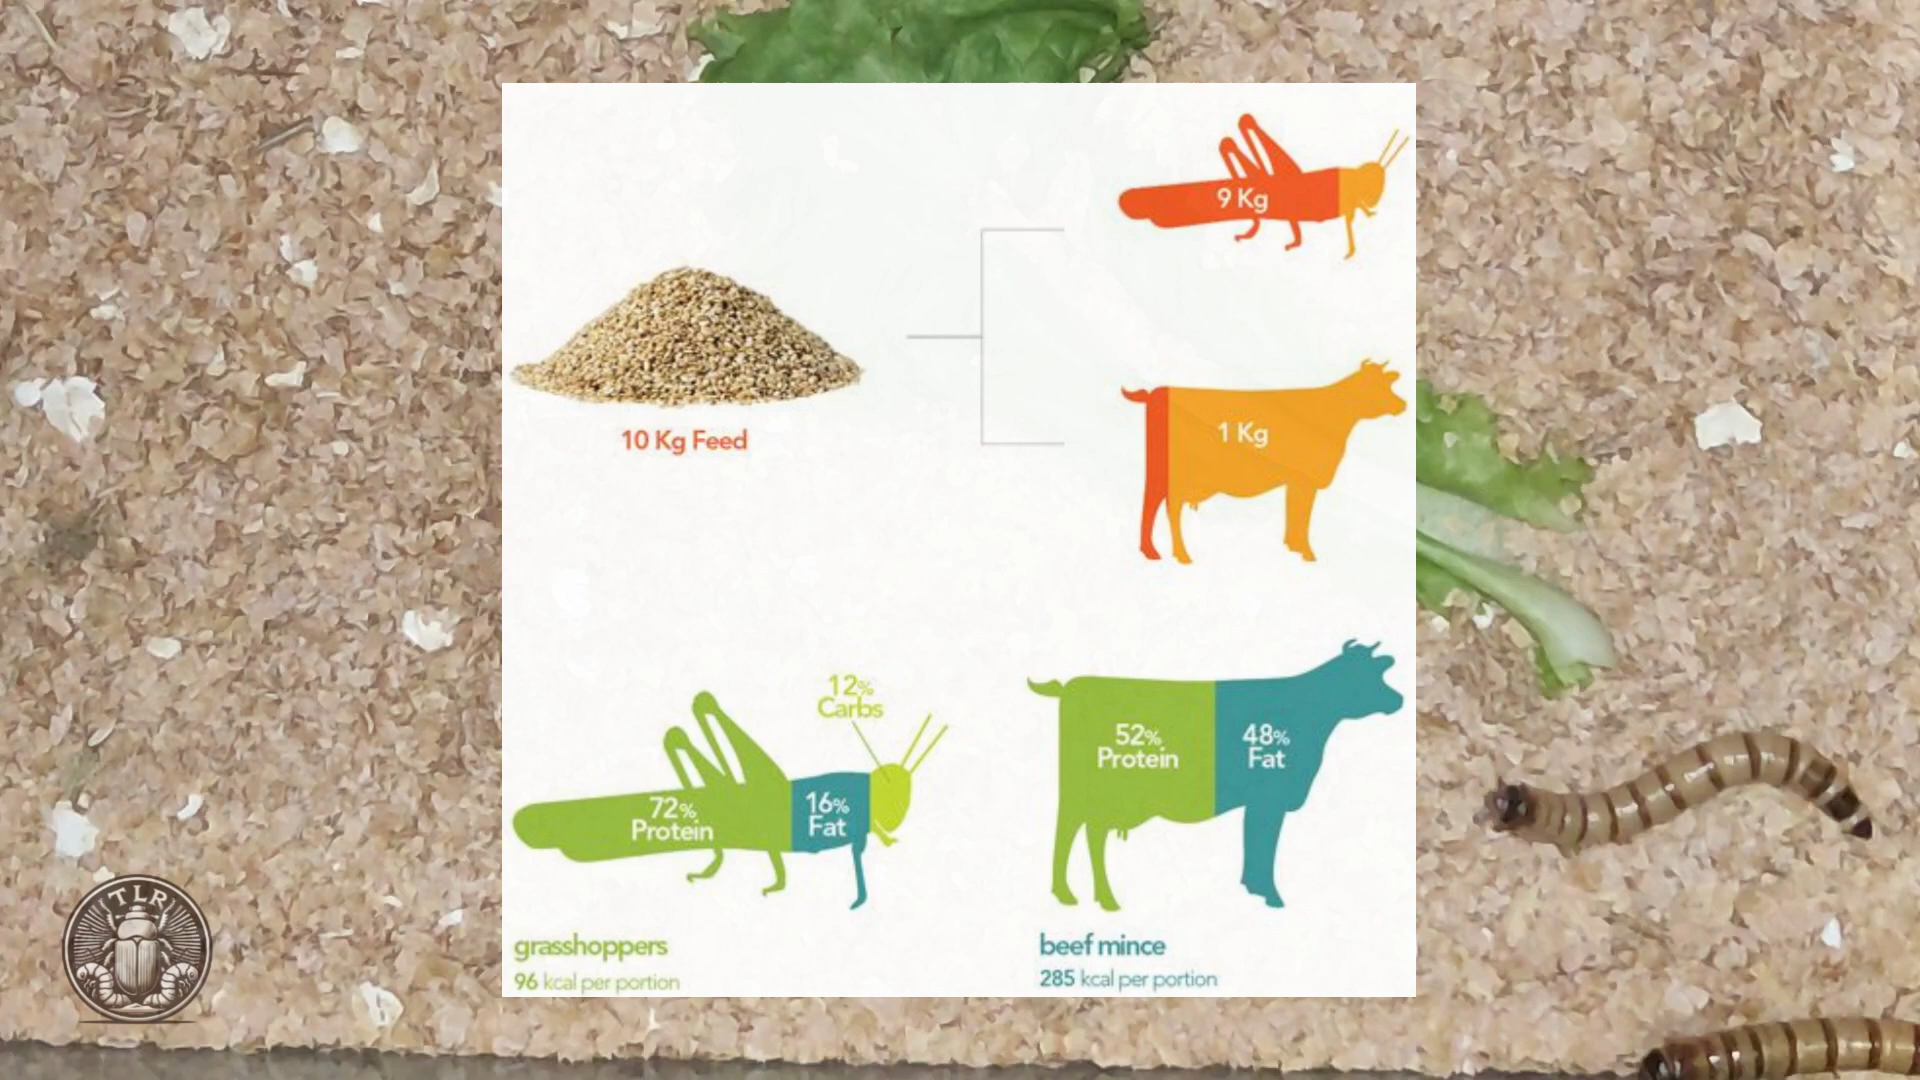 9 Kg
10 Kg Feed
1 Kg
12%
Carbs
72%
Protein
16%
Fat
52%
Protein
48%
Fat
grasshoppers
96 kcal per portion
beef mince
285 kcal per portion
TLR